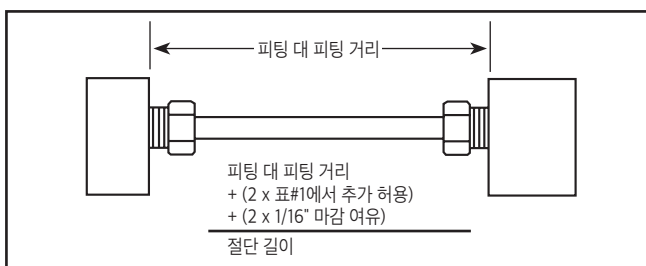 피팅 대 피팅 거리
피팅 대 피팅 거리
+ (2 x 표#1에서 추가 허용)
+ (2 x 1/16" 마감 여유)
절단 길이